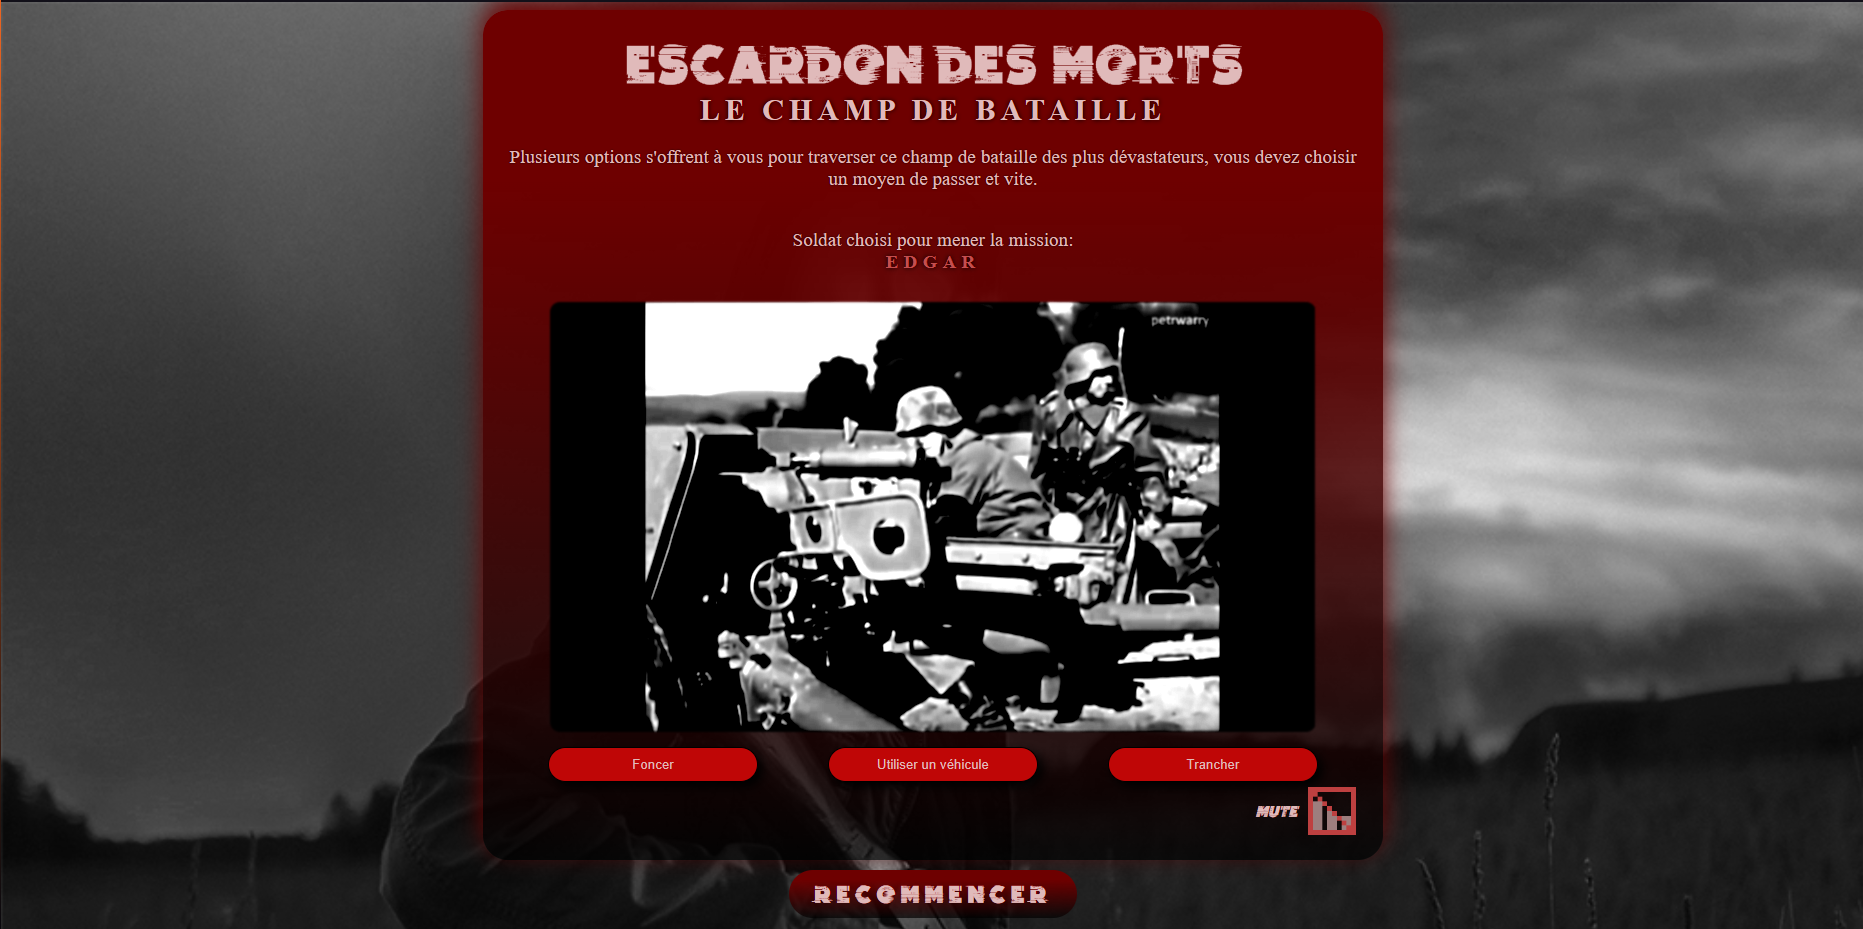 ESCARDON DES MORTS
LE CHAMP DE BATAILLE
Plusieurs options s'offrent à vous pour traverser ce champ de bataille des plus dévastateurs, vous devez choisir
un moyen de passer et vite.
Soldat choisi pour mener la mission:
EDGAR
petrwarry
Foncer
Utiliser un véhicule
Trancher
MUTE
RECOMMENCER